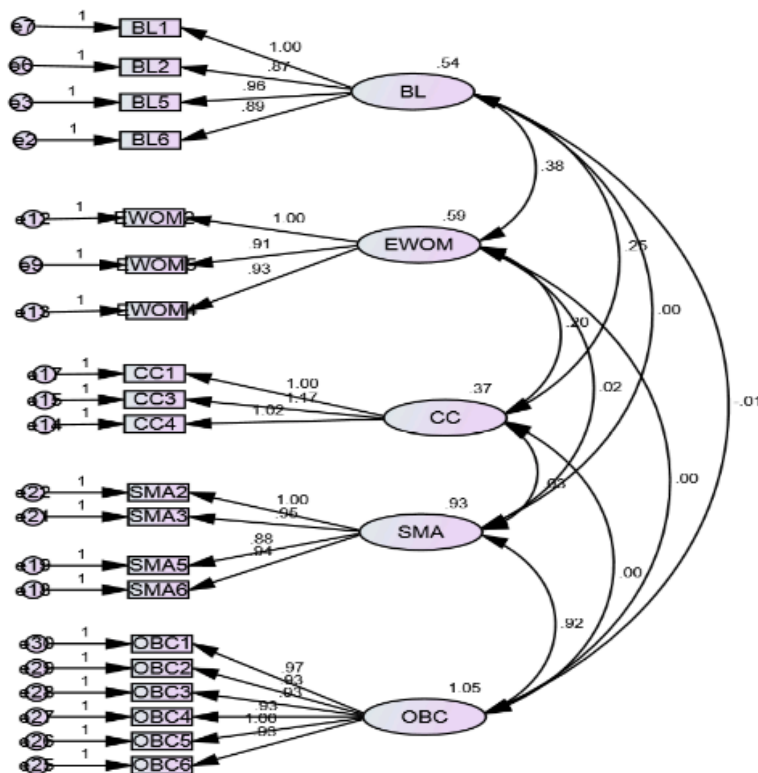 e7 1 BL1
1.00
.54
e6 1 BL2 .87
BL
.96
e3 1 BL5
.89
e2 1 BL6
.38
.59
e12 1
1.00
EWOM
.25
.91
e9 1
.93
.00
1
.20
e17 1 CC1
.37
1.00
e15 1 CC3
1.17
.02
-.01
CC
e14 1 CC4 1.02
.00
e22 1 SMA2
.93
1.00
e21 1 SMA3
.95
SMA
.88
e19 1 SMA5
.94
.00
1 SMA6
.92
e30 1 OBC1
.97
1.05
e29 1 OBC2
.93
e28 1 OBC3
.93
OBC
e27 1 OBC4
.93
1.00
e26 1 OBC5
.93
e25 1 OBC6